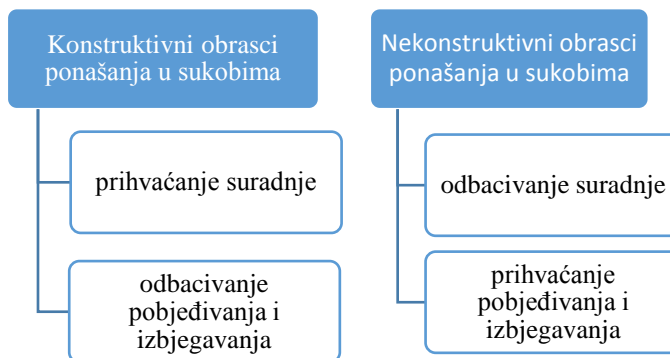 Konstruktivni obrasci
ponašanja u sukobima
prihvaćanje suradnje
odbacivanje
pobjeđivanja i
izbjegavanja
Nekonstruktivni obrasci
ponašanja u sukobima
odbacivanje suradnje
prihvaćanje
pobjeđivanja i
izbjegavanja